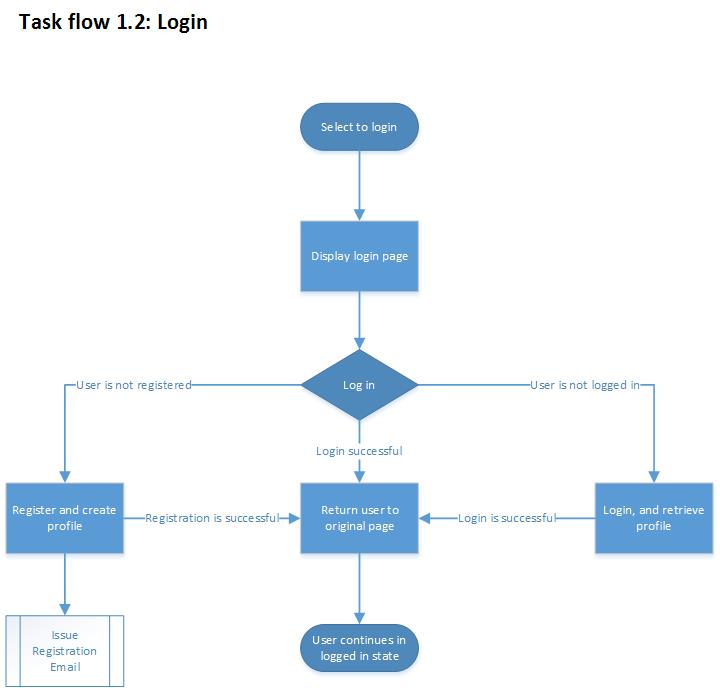 Task flow 1.2: Login
Select to login
Display login page
User is not registered
Log in
User is not logged in
Login successful
Register and create
profile
Registration is successful
Return user to
original page
Login is successful
Login, and retrieve
profile
Issue
Registration
Email
User continues in
logged in state